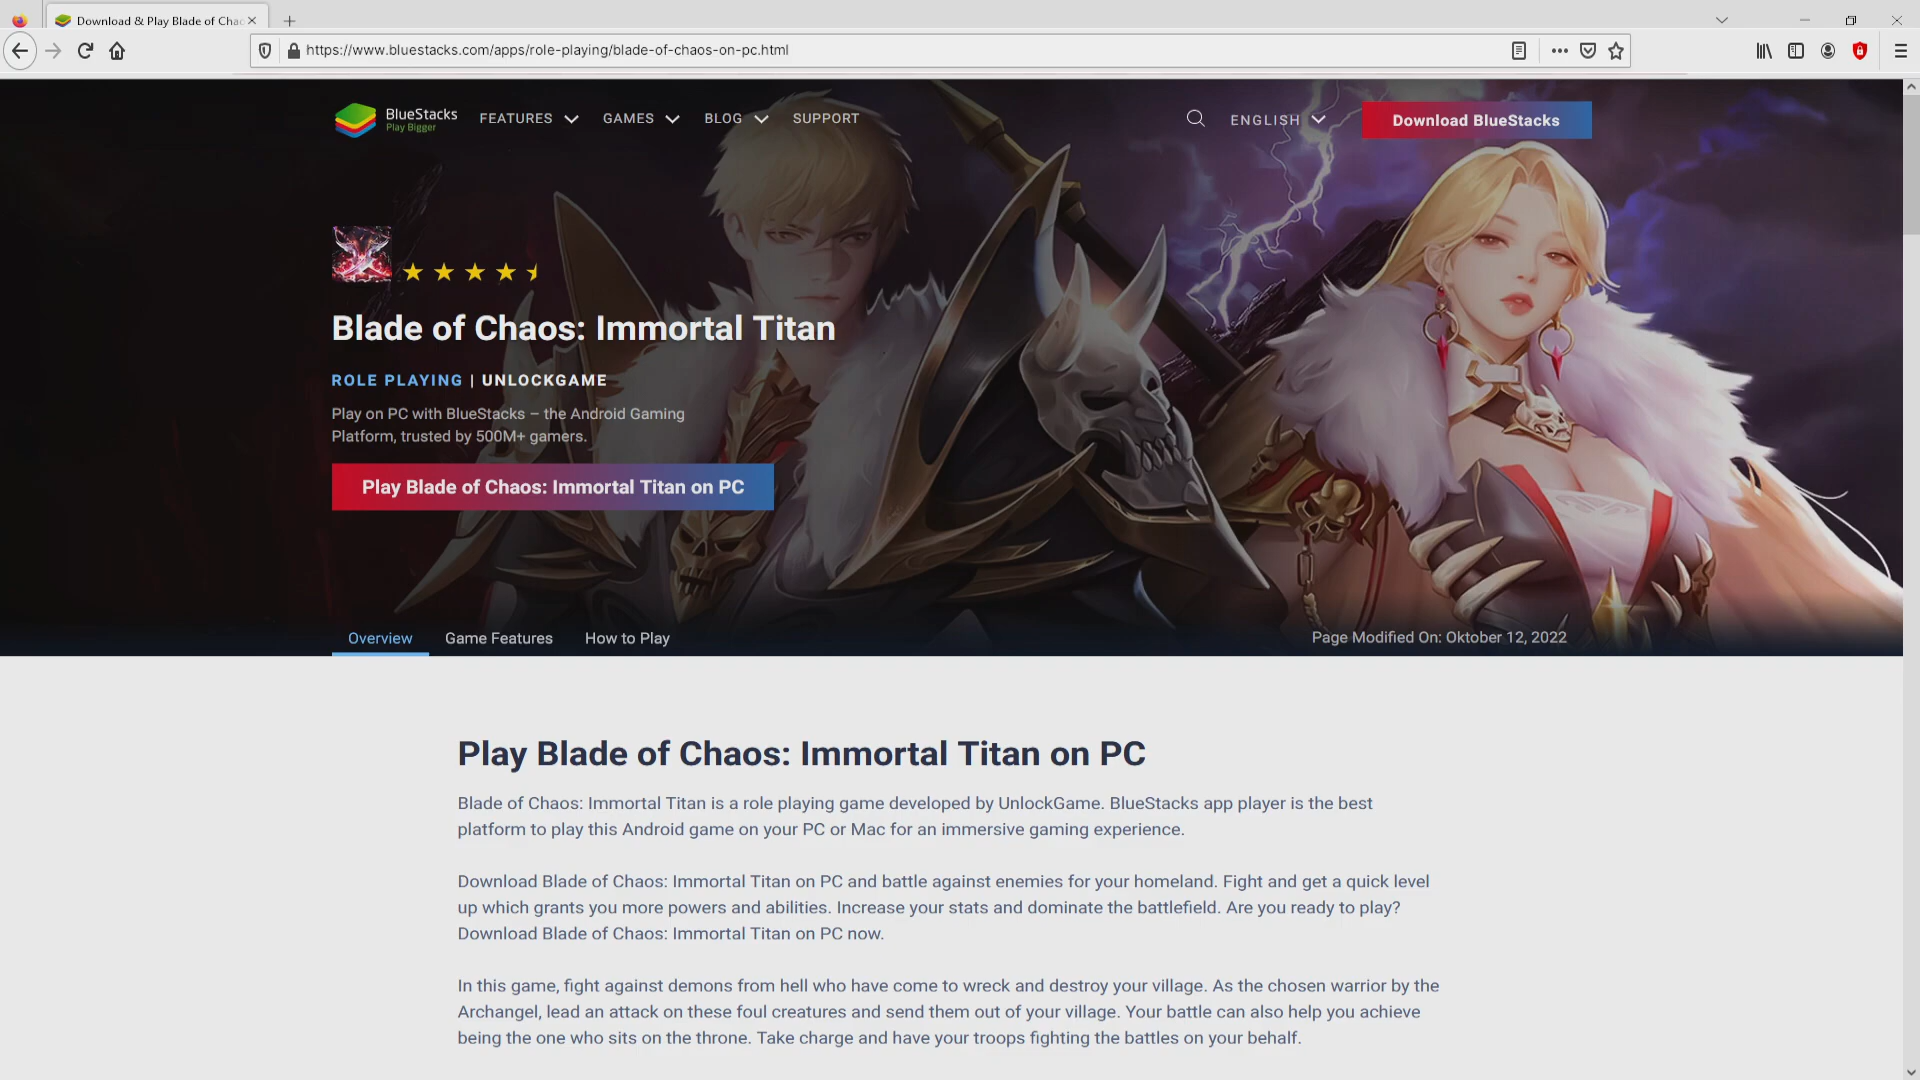 Download & Play Blade of Chao
https://www.bluestacks.com/apps/role-playing/blade-of-chaos-on-pc.html
BlueStacks
Play Bigger
FEATURES
GAMES
BLOG
SUPPORT
ENGLISH
Download BlueStacks
Blade of Chaos: Immortal Titan
ROLE PLAYING | UNLOCKGAME
Play on PC with BlueStacks – the Android Gaming
Platform, trusted by 500M+ gamers.
Play Blade of Chaos: Immortal Titan on PC
Overview
Game Features
How to Play
Page Modified On: Oktober 12, 2022
Play Blade of Chaos: Immortal Titan on PC
Blade of Chaos: Immortal Titan is a role playing game developed by UnlockGame. BlueStacks app player is the best
platform to play this Android game on your PC or Mac for an immersive gaming experience.
Download Blade of Chaos: Immortal Titan on PC and battle against enemies for your homeland. Fight and get a quick level
up which grants you more powers and abilities. Increase your stats and dominate the battlefield. Are you ready to play?
Download Blade of Chaos: Immortal Titan on PC now.
In this game, fight against demons from hell who have come to wreck and destroy your village. As the chosen warrior by the
Archangel, lead an attack on these foul creatures and send them out of your village. Your battle can also help you achieve
being the one who sits on the throne. Take charge and have your troops fighting the battles on your behalf.